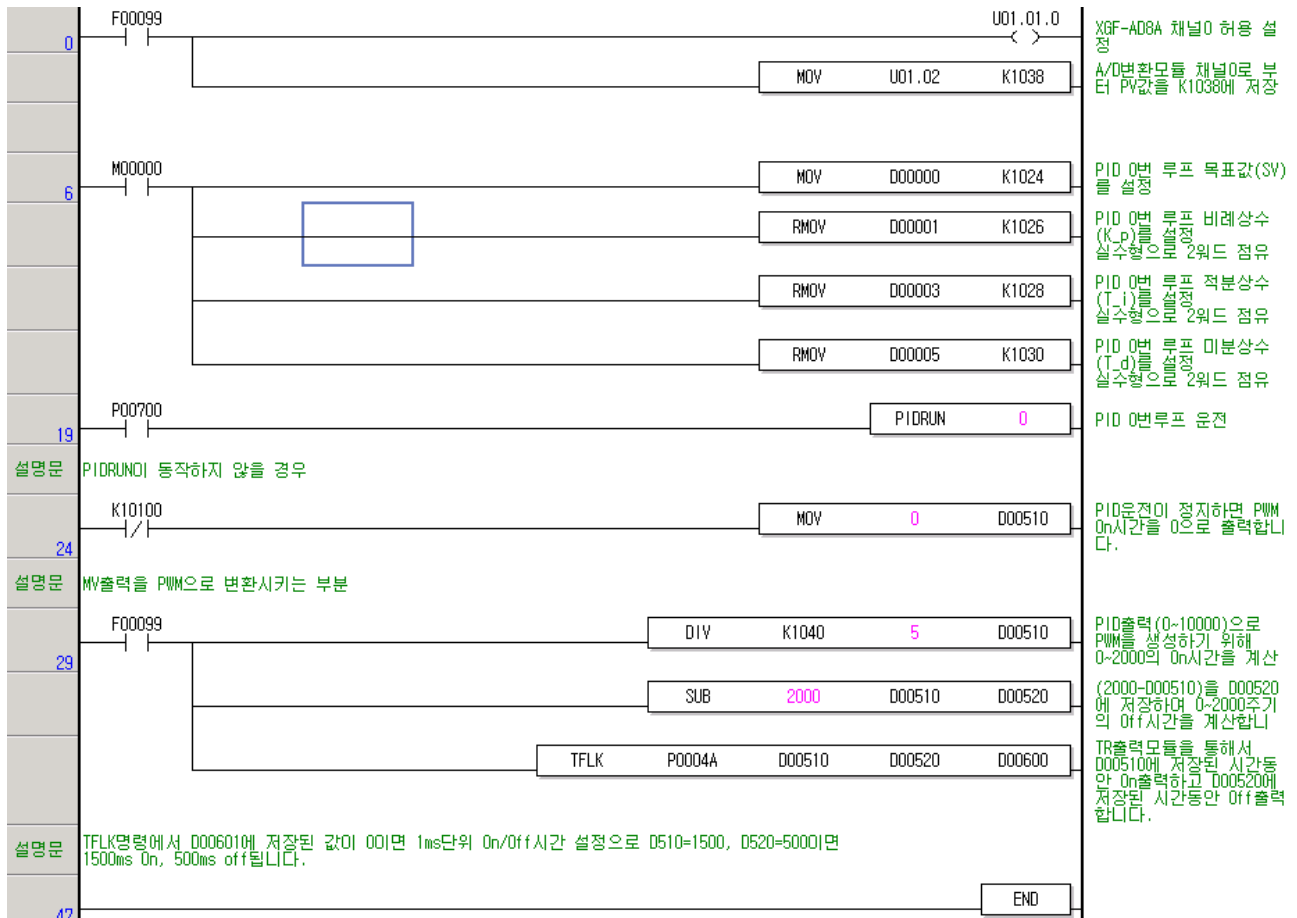 F00099
U01.01.0
0
XGF-AD8A 채널0 허용 설
정
MOV U01.02 K1038
A/D변환모듈 채널0로 부
터 PV값을 K1038에 저장
M00000
6
MOV D00000 K1024
PID 0번 루프 목표값(SV)
를 설정
RMOV D00001 K1026
PID 0번 루프 비례상수
(K_p)를 설정
실수형으로 2워드 점유
RMOV D00003 K1028
PID 0번 루프 적분상수
(T_i)를 설정
실수형으로 2워드 점유
RMOV D00005 K1030
PID 0번 루프 미분상수
(T_d)를 설정
실수형으로 2워드 점유
P00700
19
PIDRUN 0
PID 0번루프 운전
설명문 PIDRUN이 동작하지 않을 경우
K10100
24
MOV 0 D00510
PID운전이 정지하면 PWM
On시간을 0으로 출력합니
다.
설명문 MV출력을 PWM으로 변환시키는 부분
F00099
29
DIV K1040 5 D00510
PID출력(0~10000)으로
PWM을 생성하기 위해
0~2000의 On시간을 계산
SUB 2000 D00510 D00520
(2000-D00510)을 D00520
에 저장하며 0~2000주기
의 Off시간을 계산합니
TFLK P0004A D00510 D00520 D00600
TR출력모듈을 통해서
D00510에 저장된 시간동
안 On출력하고 D00520에
저장된 시간동안 Off출력
합니다.
설명문 TFLK명령에서 D00601에 저장된 값이 0이면 1ms단위 On/Off시간 설정으로 D510=1500, D520=500이면
1500ms On, 500ms off됩니다.
42
END